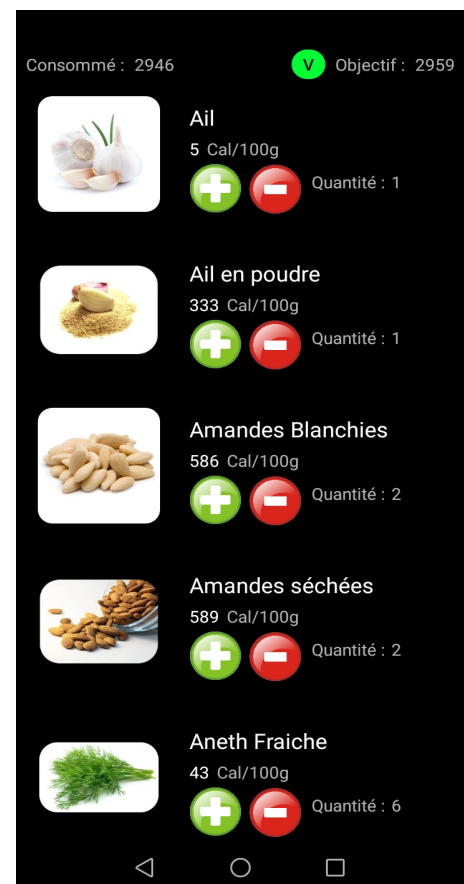 Consommé : 2946
V Objectif : 2959
Ail
5 Cal/100g
Quantité : 1
Ail en poudre
333 Cal/100g
Quantité : 1
Amandes Blanchies
586 Cal/100g
Quantité : 2
Amandes séchées
589 Cal/100g
Quantité : 2
Aneth Fraiche
43 Cal/100g
Quantité : 6